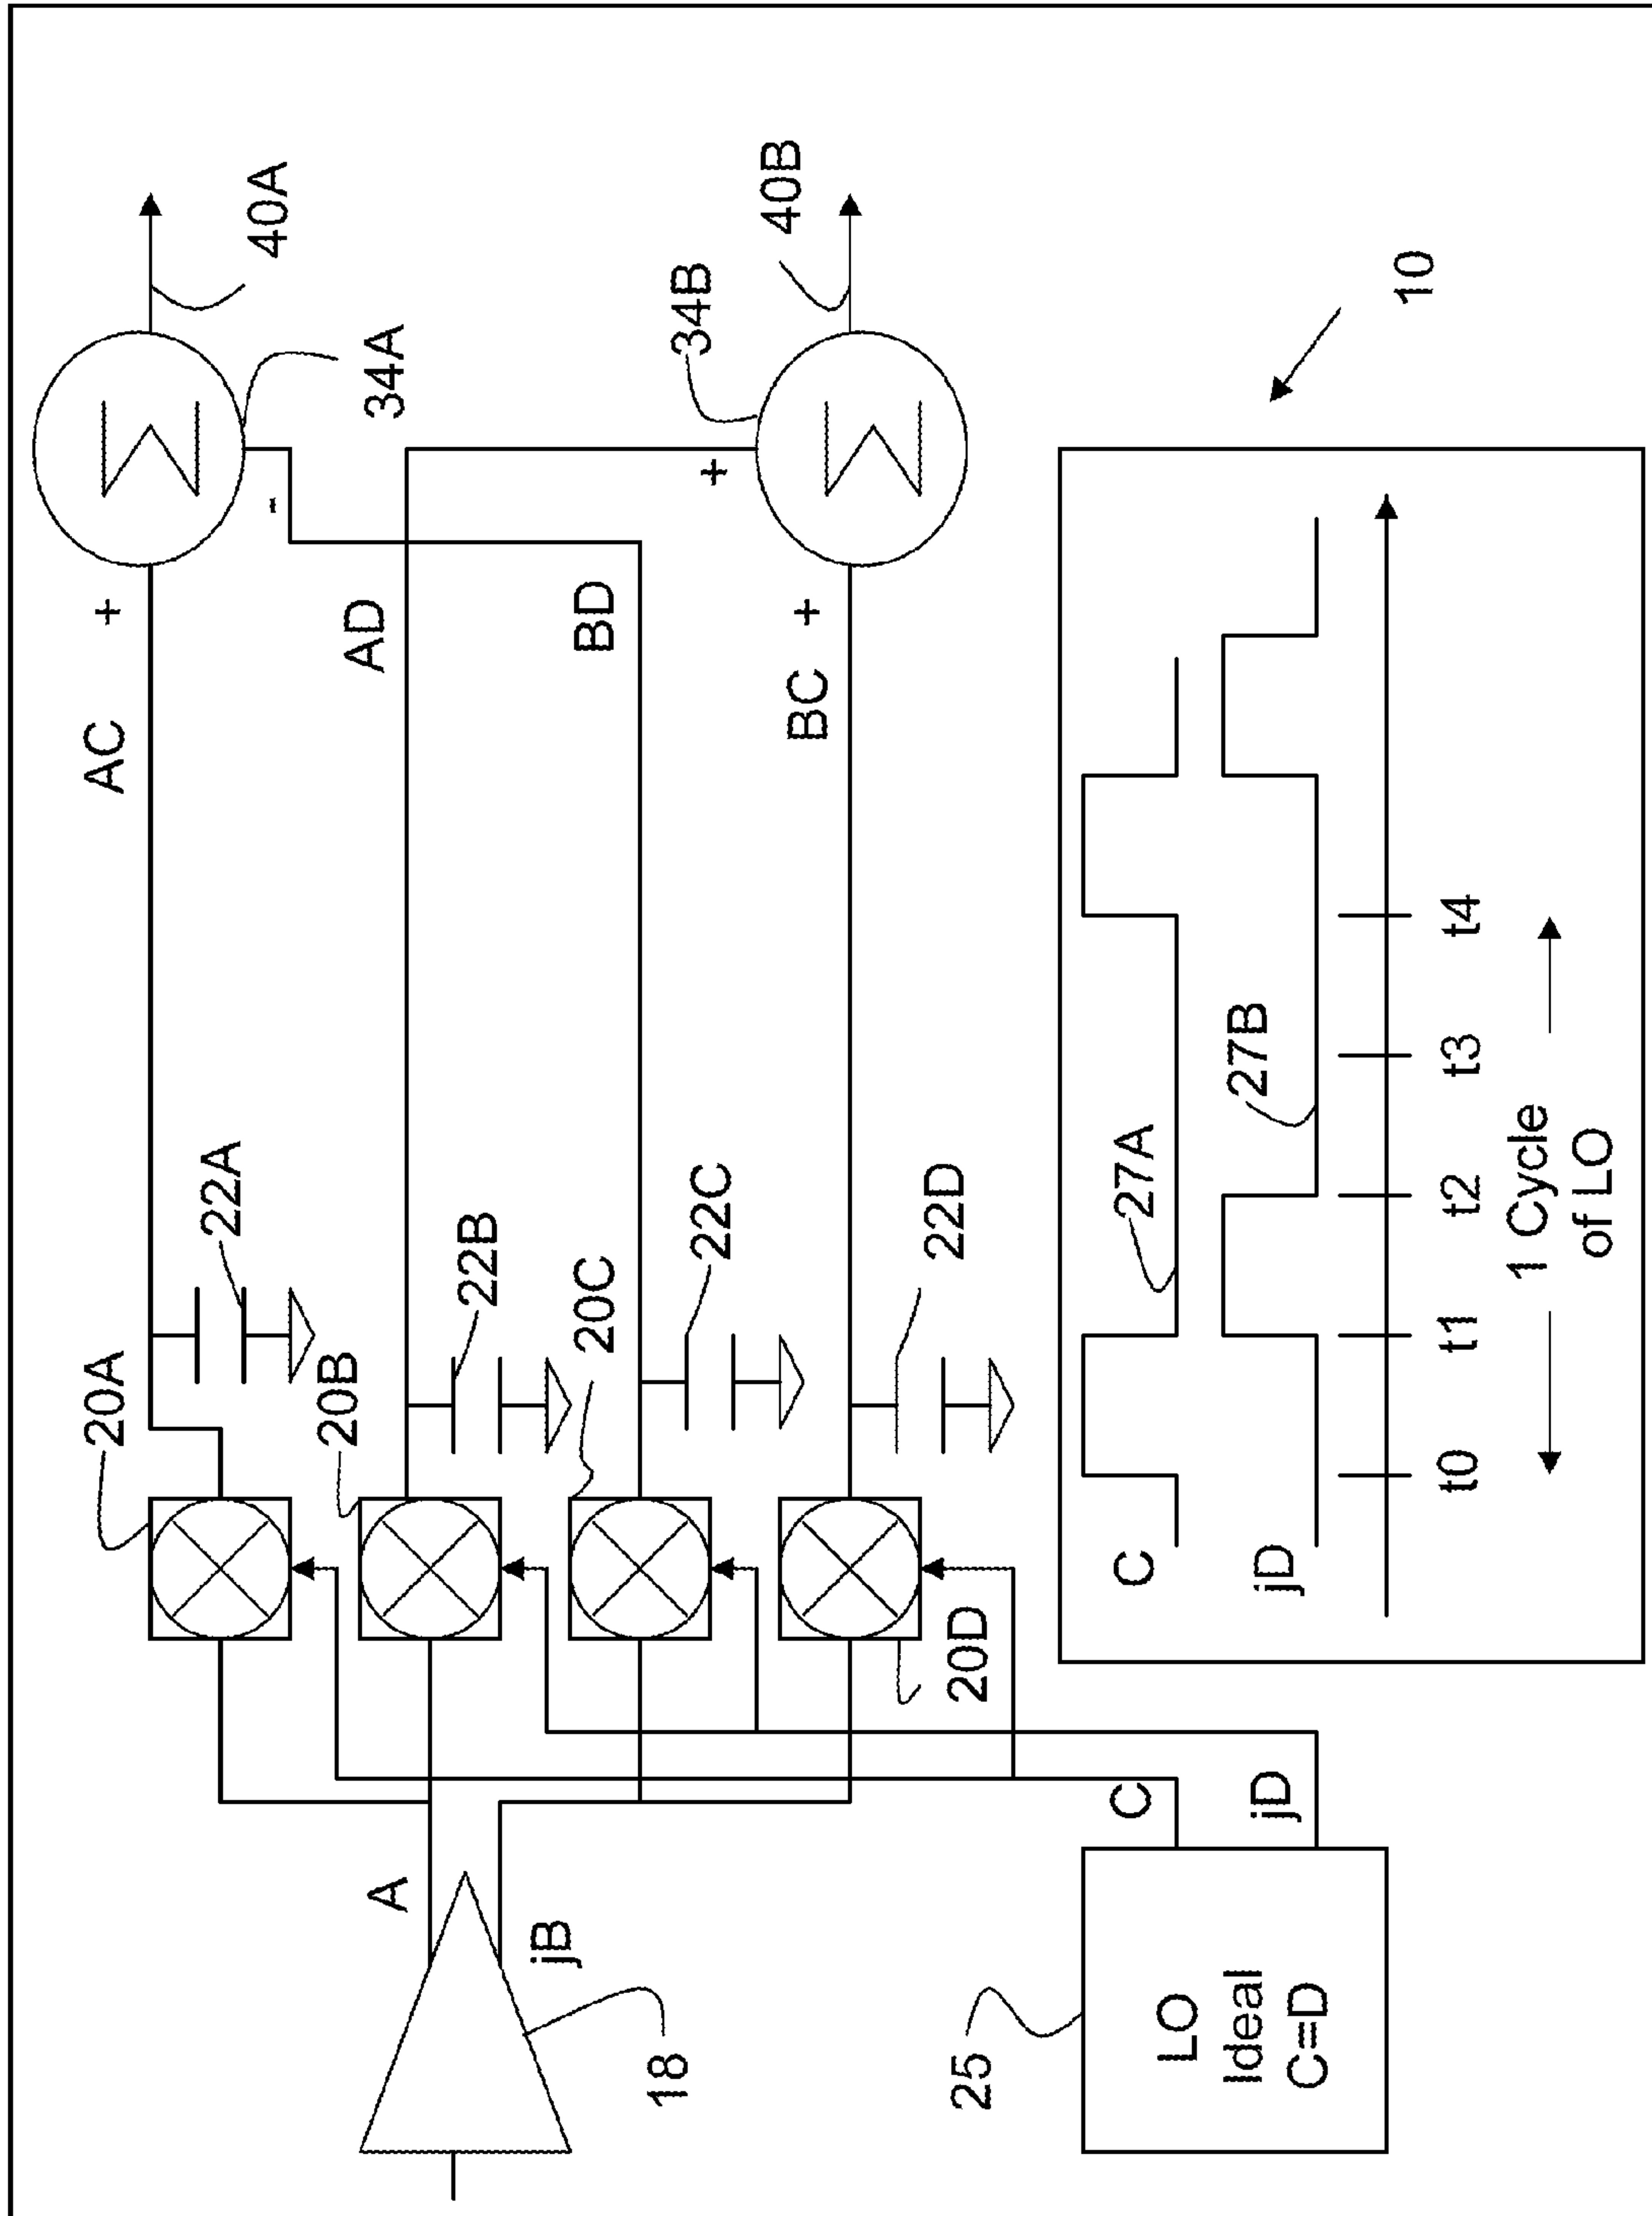 20A
22A
AC
+
-
34A
40A
20B
22B
AD
20C
22C
BD
34B
+
40B
20D
22D
BC +
A
jB
18
25
LO
Ideal
C=D
C
jD
C
jD
27A
27B
t0
t1
t2
t3
t4
1 Cycle
of LO
10